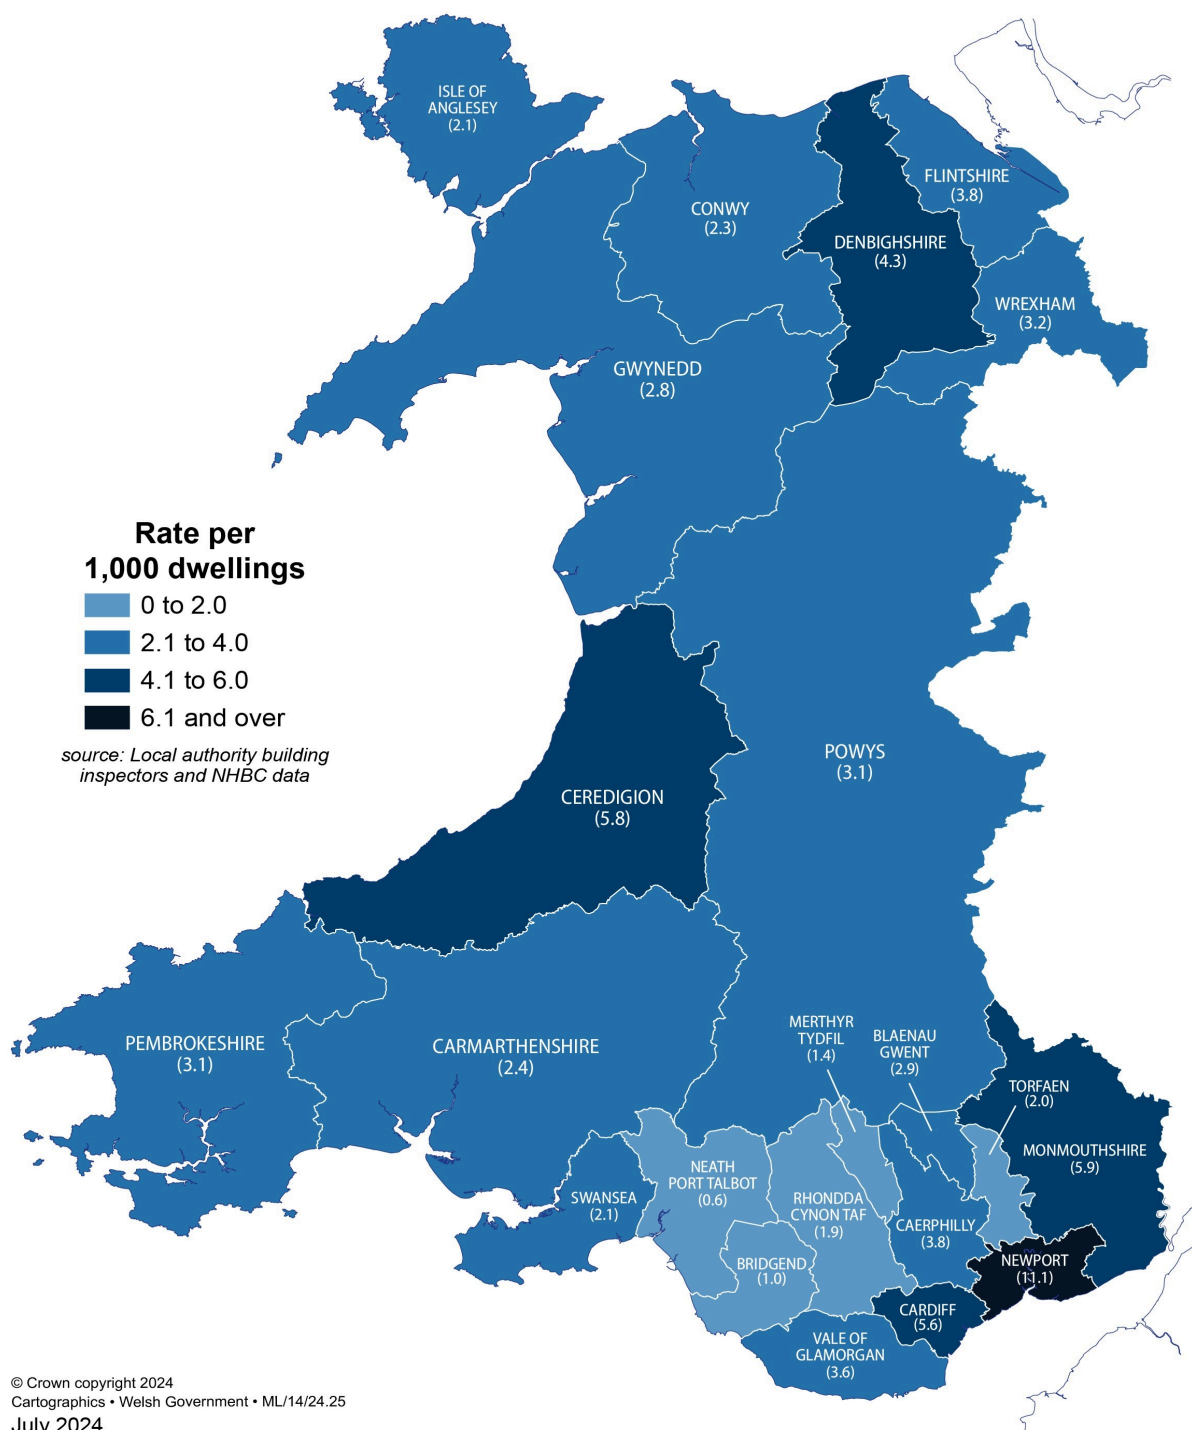 ISLE OF
ANGLESEY
(2.1)
FLINTSHIRE
(3.8)
CONWY
(2.3)
DENBIGHSHIRE
(4.3)
WREXHAM
(3.2)
GWYNEDD
(2.8)
Rate per
1,000 dwellings
0 to 2.0
2.1 to 4.0
4.1 to 6.0
6.1 and over
source: Local authority building
inspectors and NHBC data
POWYS
(3.1)
CEREDIGION
(5.8)
PEMBROKESHIRE
(3.1)
CARMARTHENSHIRE
(2.4)
MERTHYR
TYDFIL
(1.4)
BLAENAU
GWENT
(2.9)
TORFAEN
(2.0)
MONMOUTHSHIRE
(5.9)
NEATH
PORT TALBOT
(0.6)
SWANSEA
(2.1)
RHONDDA
CYNON TAF
(1.9)
CAERPHILLY
(3.8)
BRIDGEND
(1.0)
NEWPORT
(11.1)
CARDIFF
(5.6)
VALE OF
GLAMORGAN
(3.6)
© Crown copyright 2024
Cartographics • Welsh Government • ML/14/24.25
July 2024